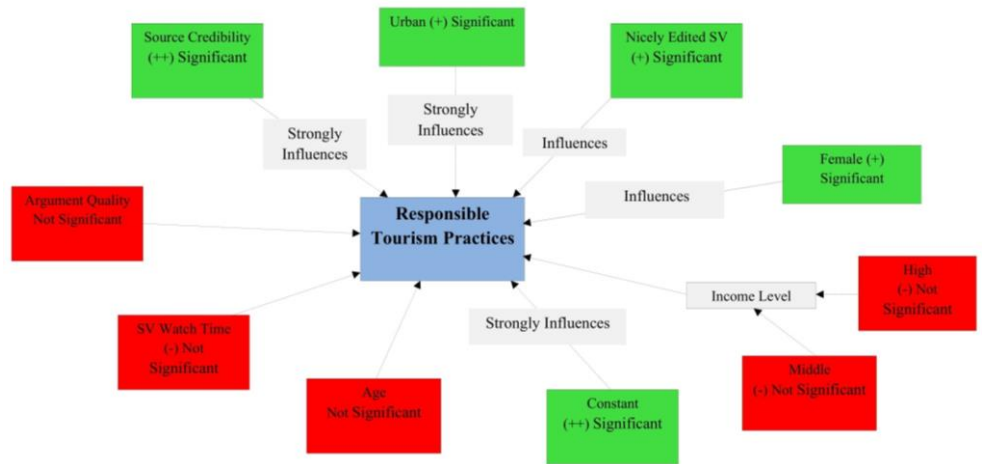 Source Credibility
(++) Significant
Urban (+) Significant
Nicely Edited SV
(+) Significant
Strongly
Influences
Strongly
Influences
Influences
Female (+)
Significant
Influences
Argument Quality
Not Significant
Responsible
Tourism Practices
High
(-) Not
Significant
Income Level
SV Watch Time
(-) Not
Significant
Strongly Influences
Middle
(-) Not Significant
Age
Not Significant
Constant
(++) Significant